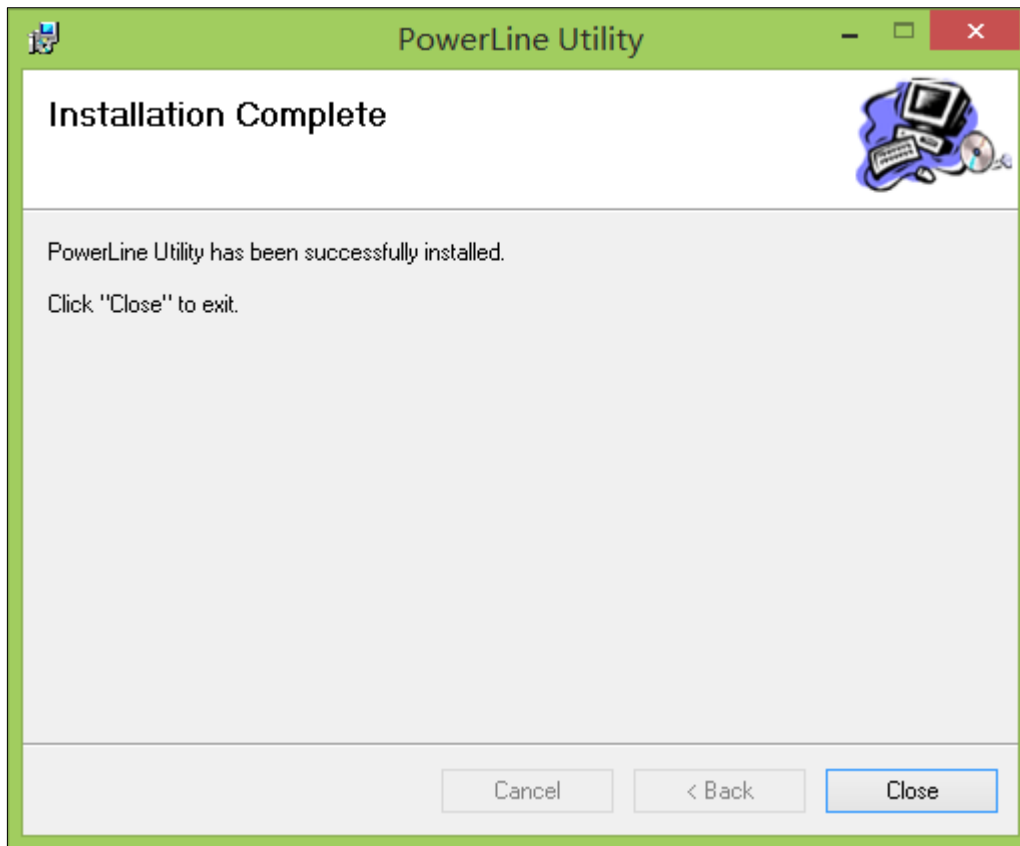 PowerLine Utility
Installation Complete
PowerLine Utility has been successfully installed.
Click "Close" to exit.
Cancel
< Back
Close